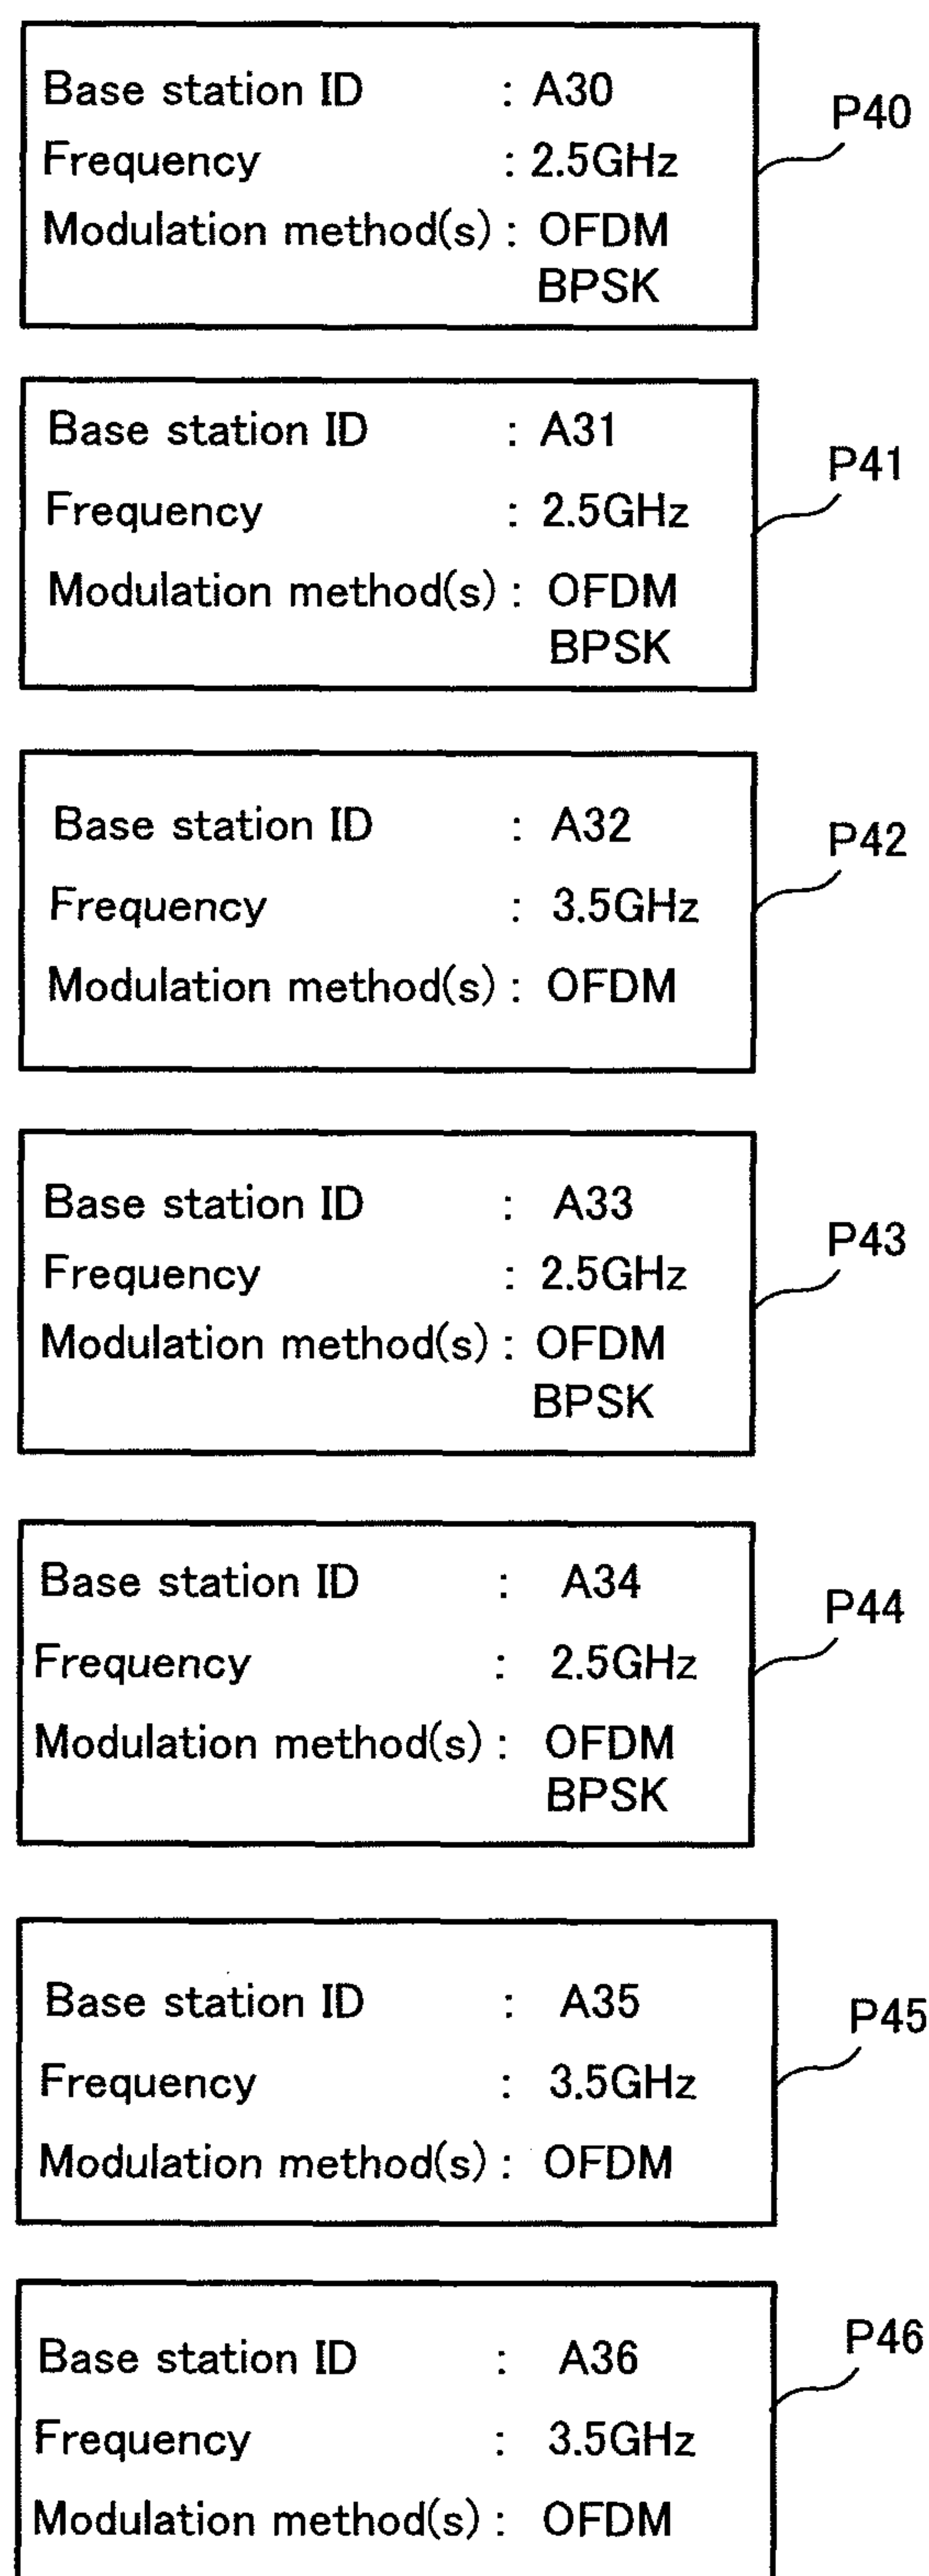 Base station ID : A30
P40
Frequency : 2.5GHz
Modulation method(s) : OFDM
BPSK
Base station ID : A31
P41
Frequency : 2.5GHz
Modulation method(s) : OFDM
BPSK
Base station ID : A32
P42
Frequency : 3.5GHz
Modulation method(s) : OFDM
Base station ID : A33
P43
Frequency : 2.5GHz
Modulation method(s) : OFDM
BPSK
Base station ID : A34
P44
Frequency : 2.5GHz
Modulation method(s) : OFDM
BPSK
Base station ID : A35
P45
Frequency : 3.5GHz
Modulation method(s) : OFDM
Base station ID : A36
P46
Frequency : 3.5GHz
Modulation method(s) : OFDM